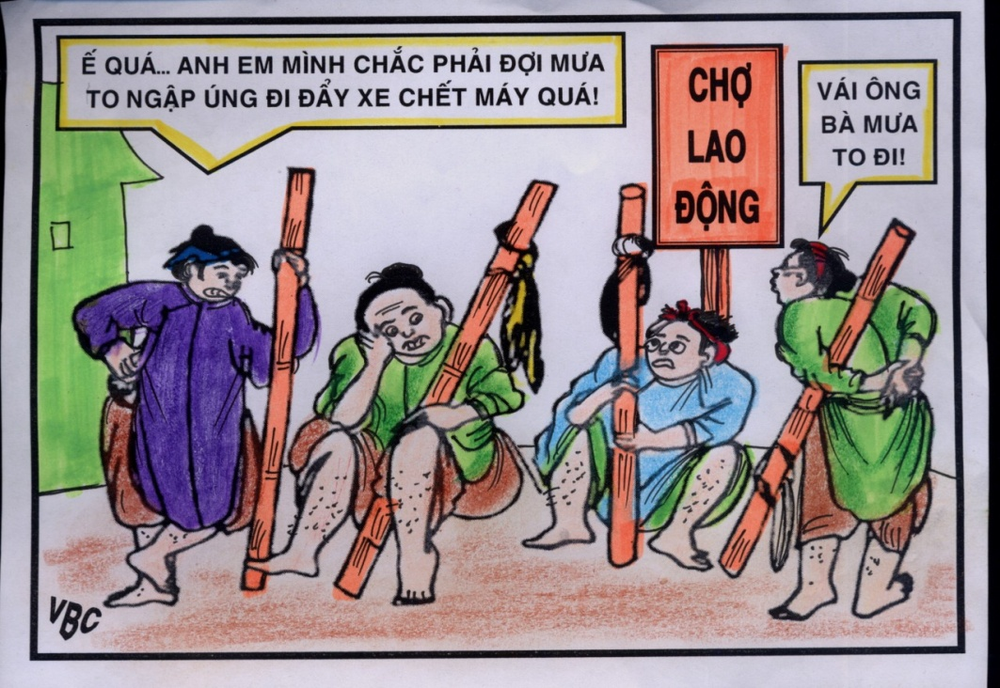 Ế QUÁ... ANH EM MÌNH CHẮC PHẢI ĐỢI MƯA
TO NGẬP ÚNG ĐI ĐẨY XE CHẾT MÁY QUÁ!
CHỢ
LAO
ĐỘNG
VÁI ÔNG
BÀ MƯA
TO ĐI!
VBC